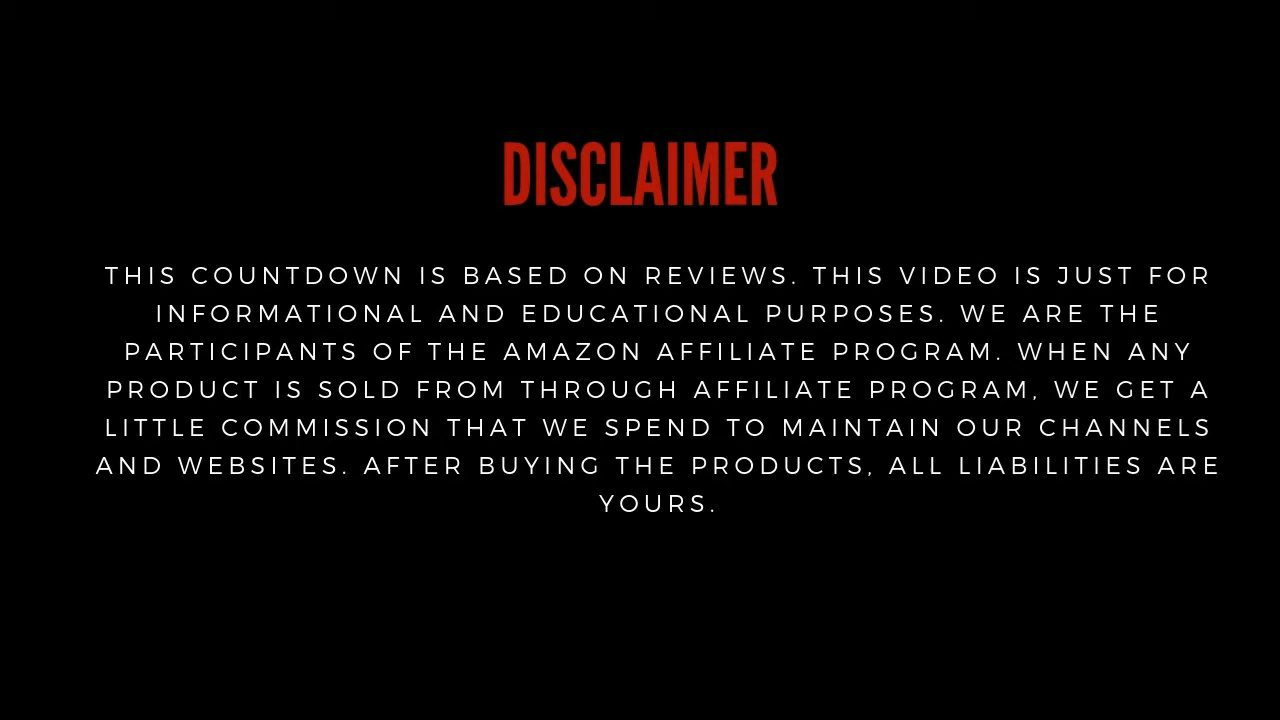 DISCLAIMER
THIS COUNTDOWN IS BASED ON REVIEWS. THIS VIDEO IS JUST FOR
INFORMATIONAL AND EDUCATIONAL PURPOSES. WE ARE THE
PARTICIPANTS OF THE AMAZON AFFILIATE PROGRAM. WHEN ANY
PRODUCT IS SOLD FROM THROUGH AFFILIATE PROGRAM, WE GET A
LITTLE COMMISSION THAT WE SPEND TO MAINTAIN OUR CHANNELS
AND WEBSITES. AFTER BUYING THE PRODUCTS, ALL LIABILITIES ARE
YOURS.